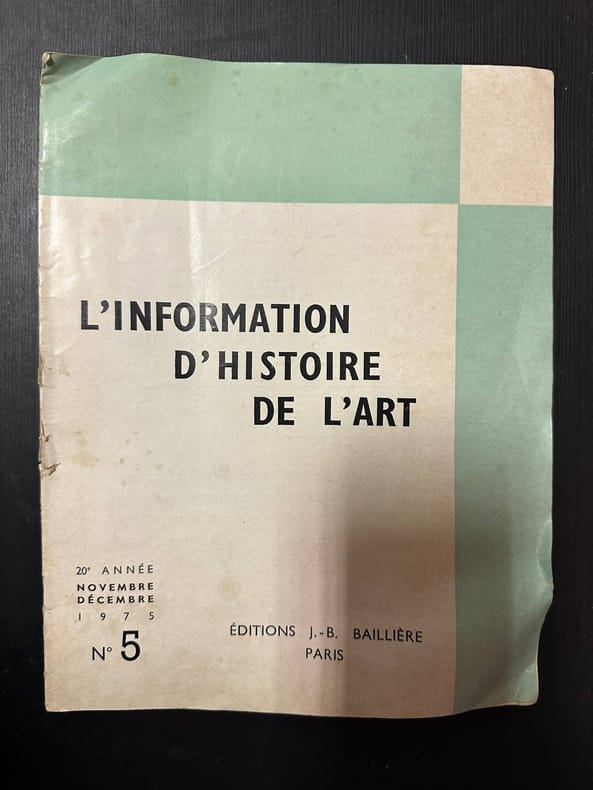 L'INFORMATION
D'HISTOIRE
DE L'ART
20e ANNÉE
NOVEMBRE
DÉCEMBRE
1975
N° 5
ÉDITIONS J.-B. BAILLIÈRE
PARIS